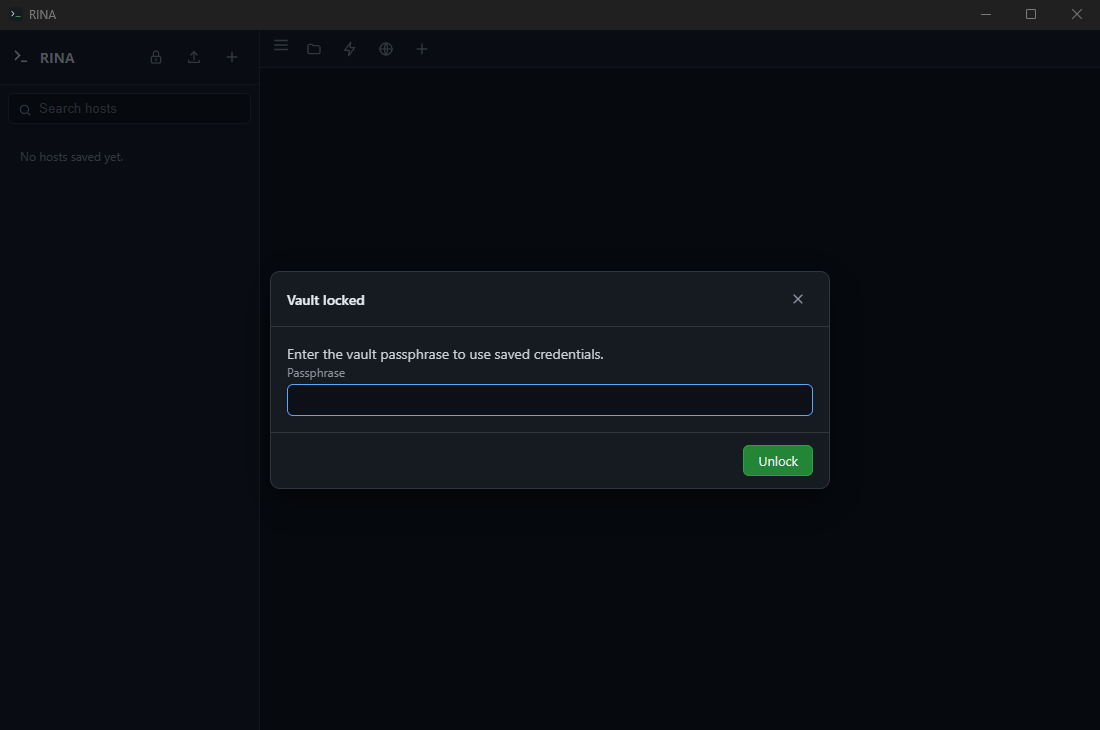 RINA
RINA
Search hosts
No hosts saved yet.
Vault locked
Enter the vault passphrase to use saved credentials.
Passphrase
Unlock